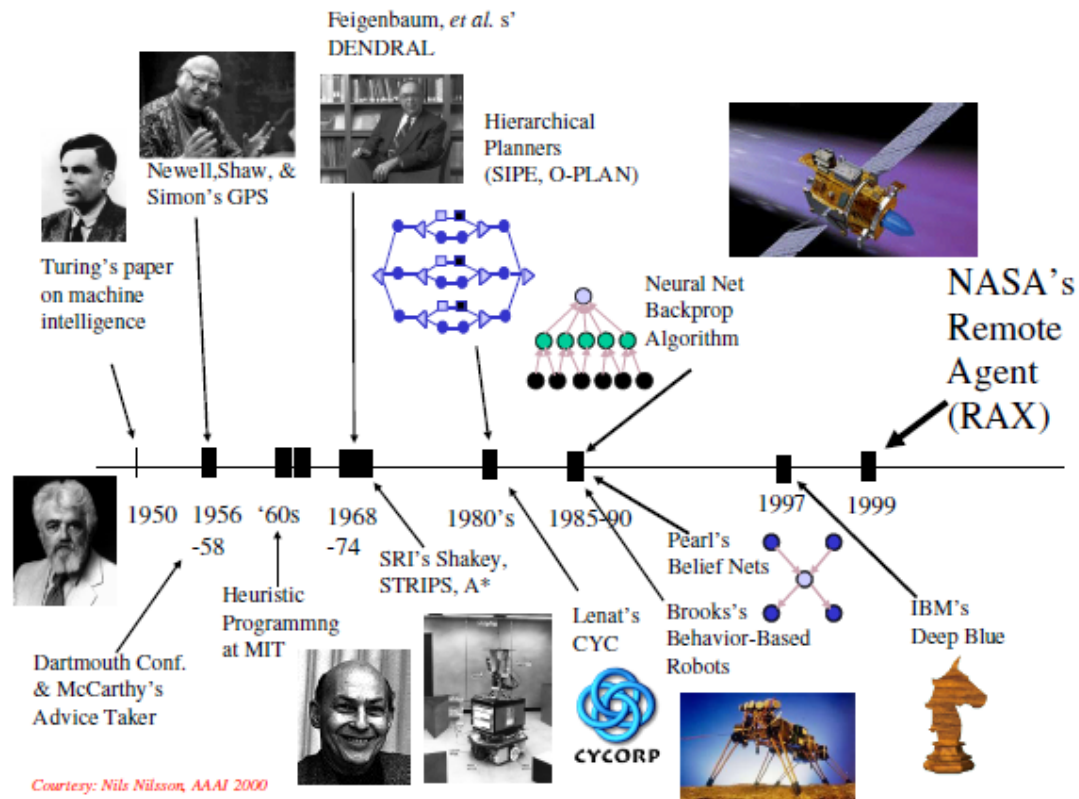 Feigenbaum, et al. s'
DENDRAL
Newell,Shaw, &
Simon's GPS
Hierarchical
Planners
(SIPE, O-PLAN)
Turing's paper
on machine
intelligence
Neural Net
Backprop
Algorithm
NASA's
Remote
Agent
(RAX)
1950
1956
-58
'60s
1968
-74
1980's
1985-90
1997
1999
Dartmouth Conf.
& McCarthy's
Advice Taker
Heuristic
Programmng
at MIT
SRI's Shakey,
STRIPS, A*
Lenat's
CYC
CYCORP
Pearl's
Belief Nets
Brooks's
Behavior-Based
Robots
IBM's
Deep Blue
Courtesy: Nils Nilsson, AAAI 2000